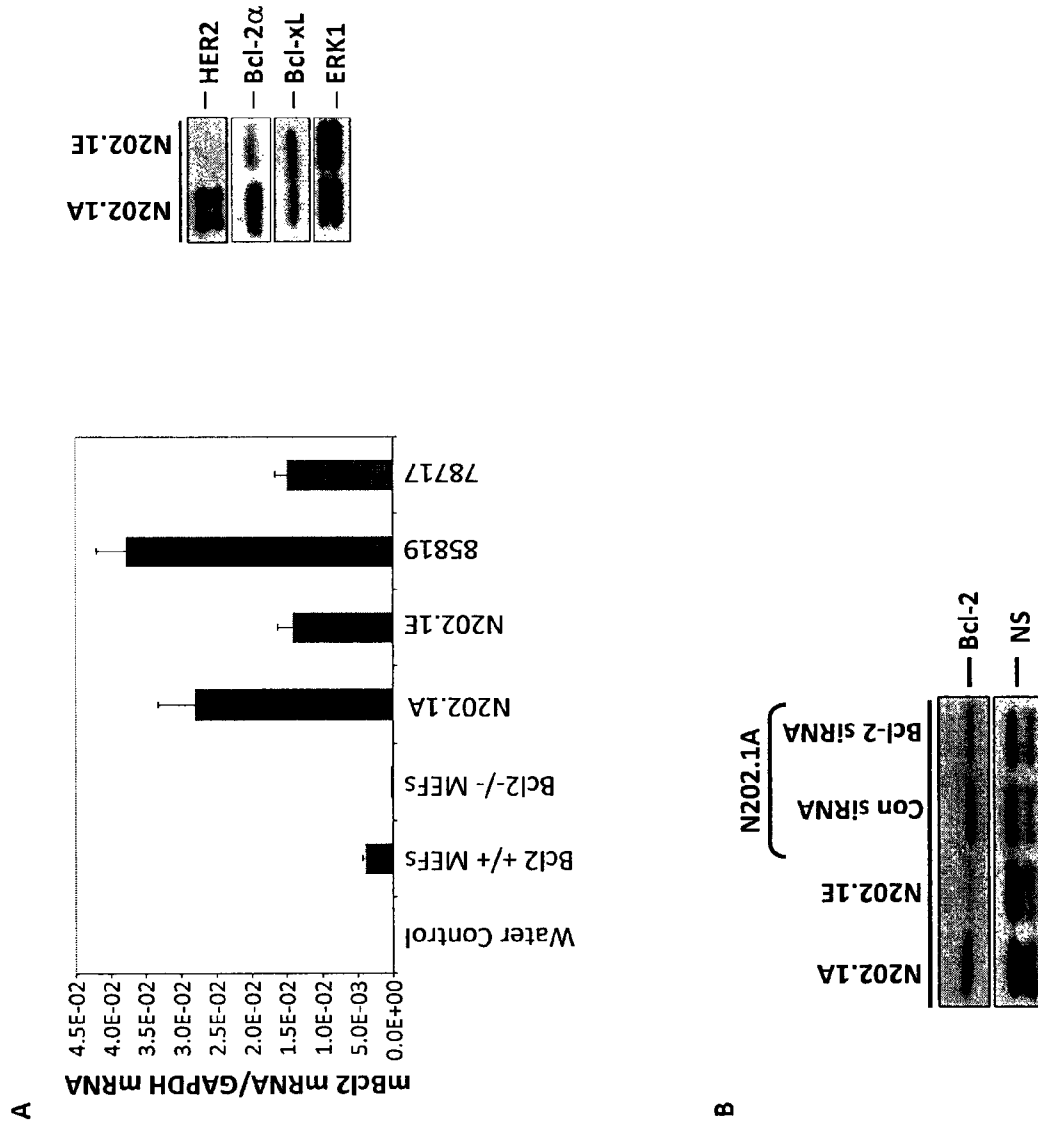 A
mBcl2 mRNA/GAPDH mRNA
4.5E-02
4.0E-02
3.5E-02
3.0E-02
2.5E-02
2.0E-02
1.5E-02
1.0E-02
5.0E-03
0.0E+00
Water Control
Bcl2 +/+ MEFs
Bcl2-/- MEFs
N202.1A
N202.1E
85819
78717
N202.1A
N202.1E
HER2
Bcl-2α
Bcl-xL
ERK1
B
N202.1A
N202.1A
N202.1E
Con siRNA
Bcl-2 siRNA
Bcl-2
NS